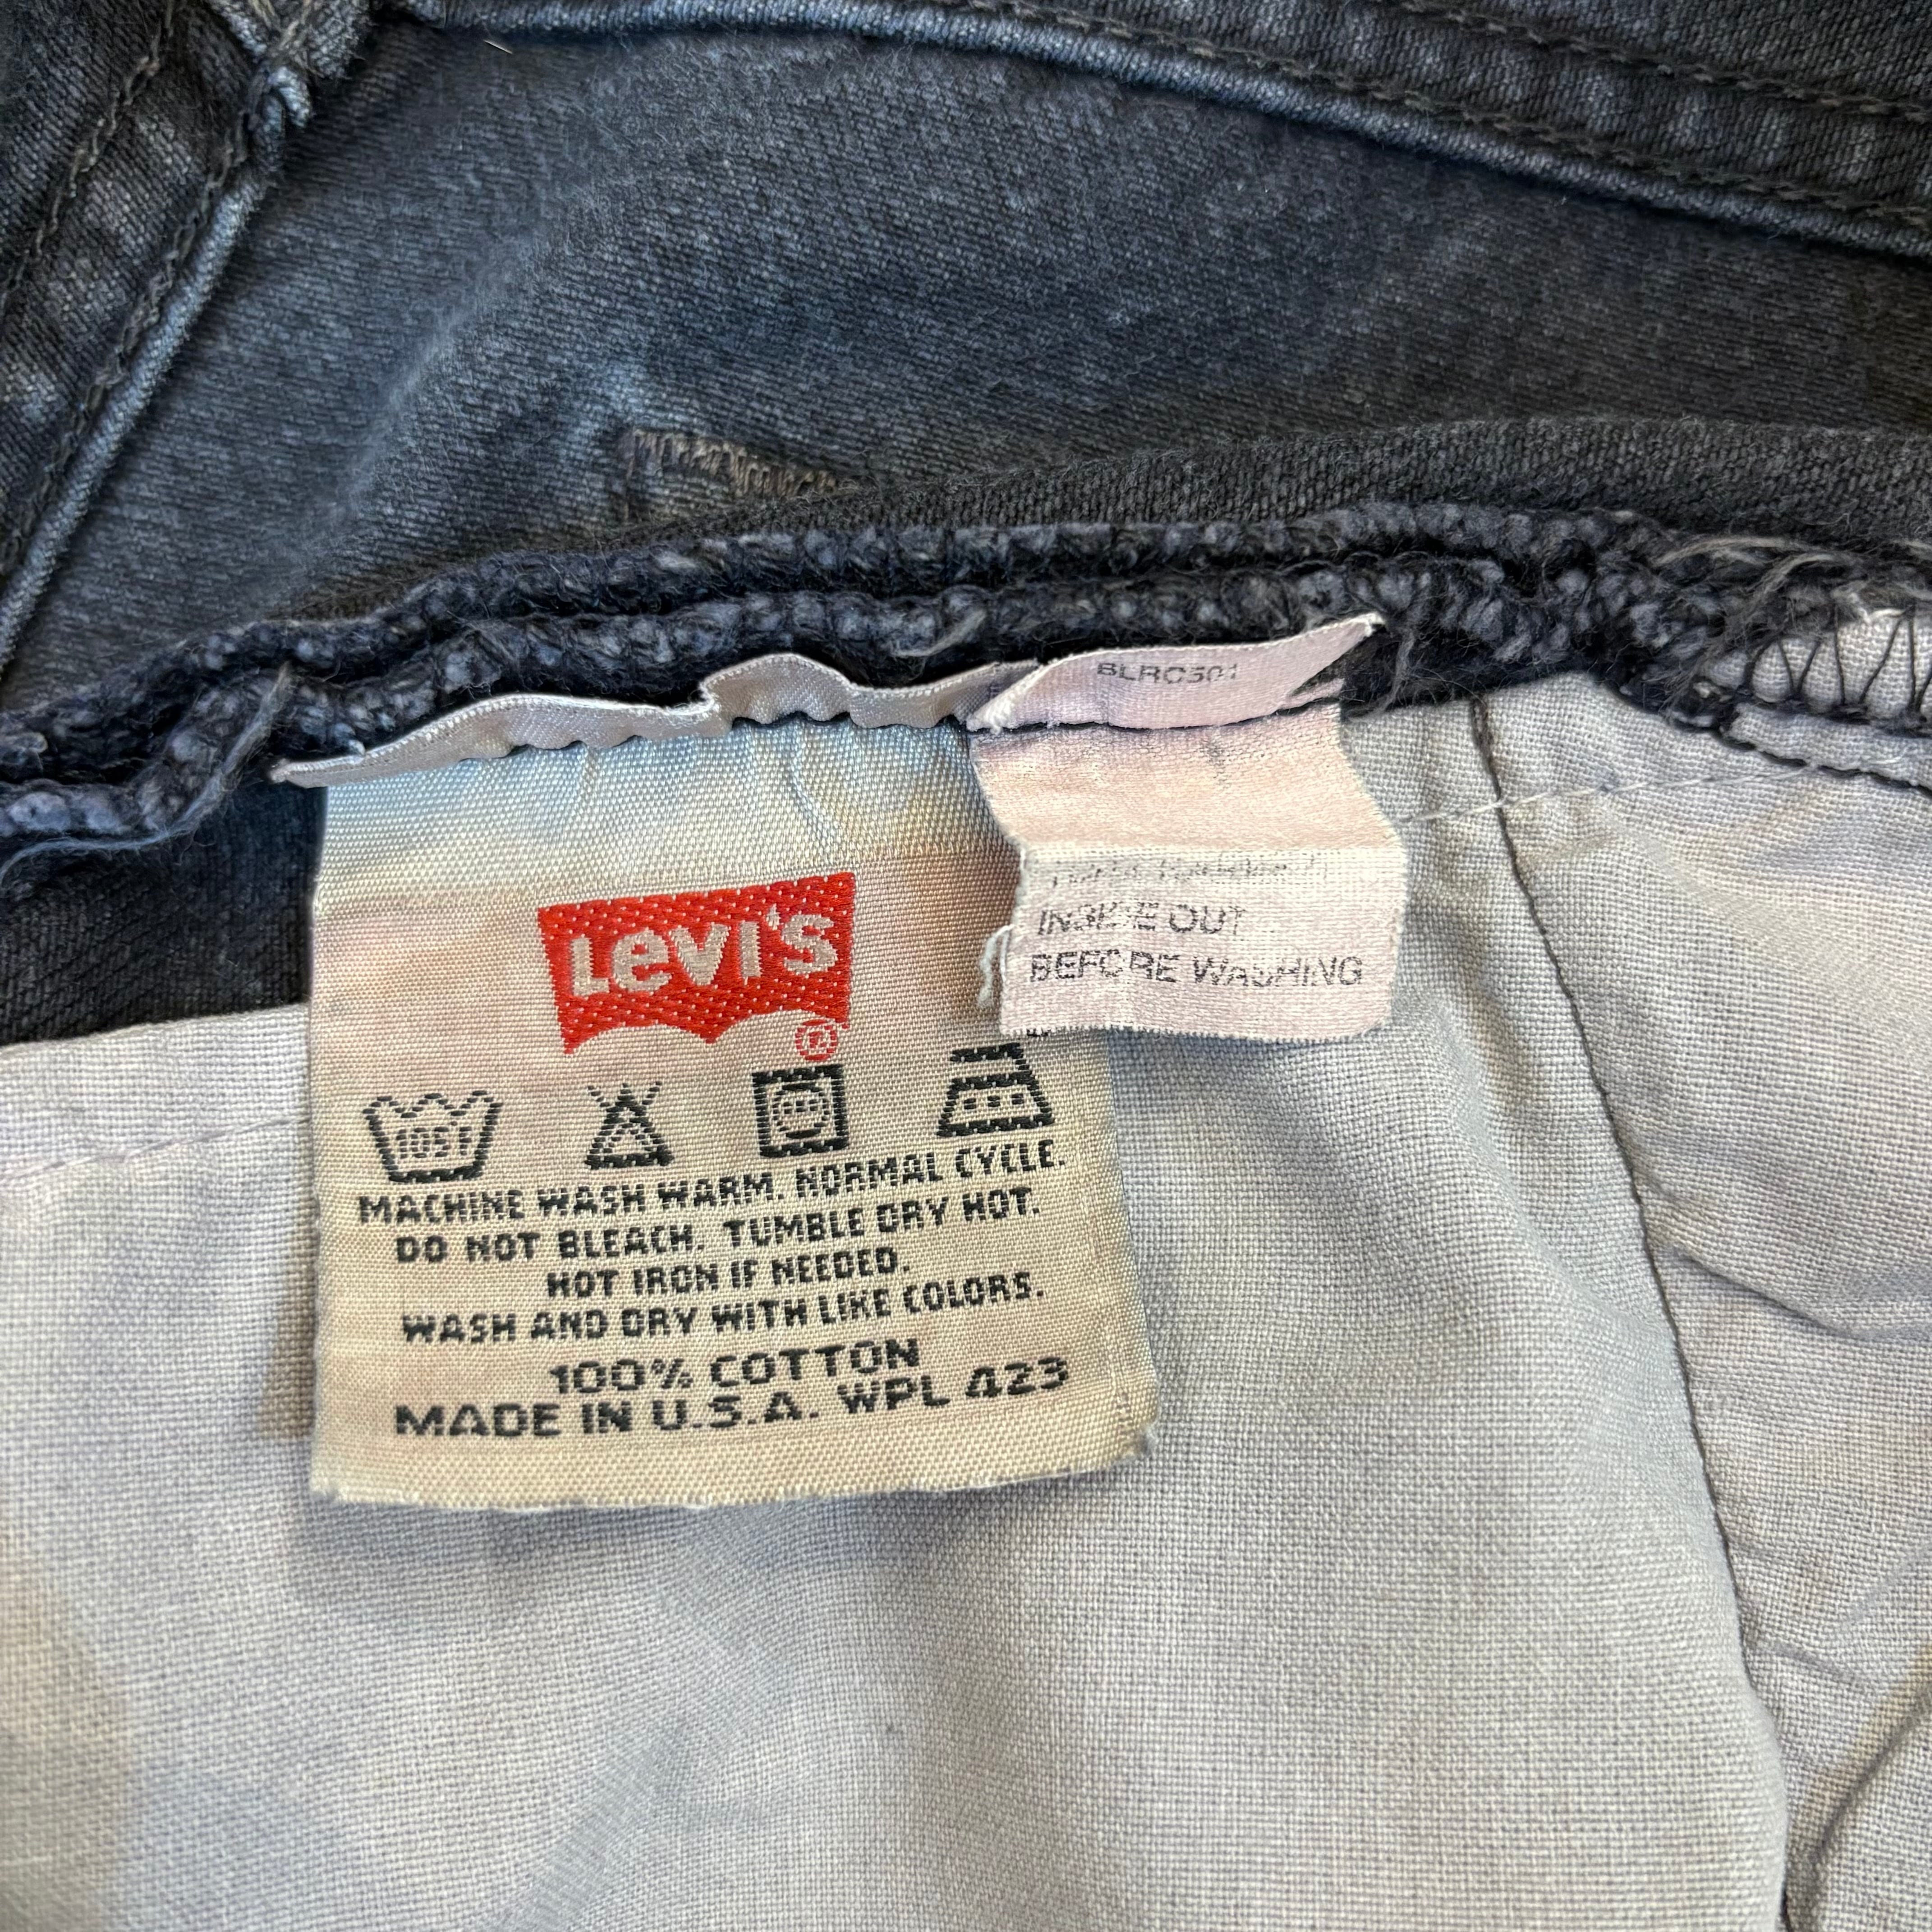 BLRC501
INSIDE OUT
BEFORE WASHING
LEVI'S
®
105F
MACHINE WASH WARM. NORMAL CYCLE.
DO NOT BLEACH. TUMBLE DRY HOT.
HOT IRON IF NEEDED.
WASH AND DRY WITH LIKE COLORS.
100% COTTON
MADE IN U.S.A. WPL 423